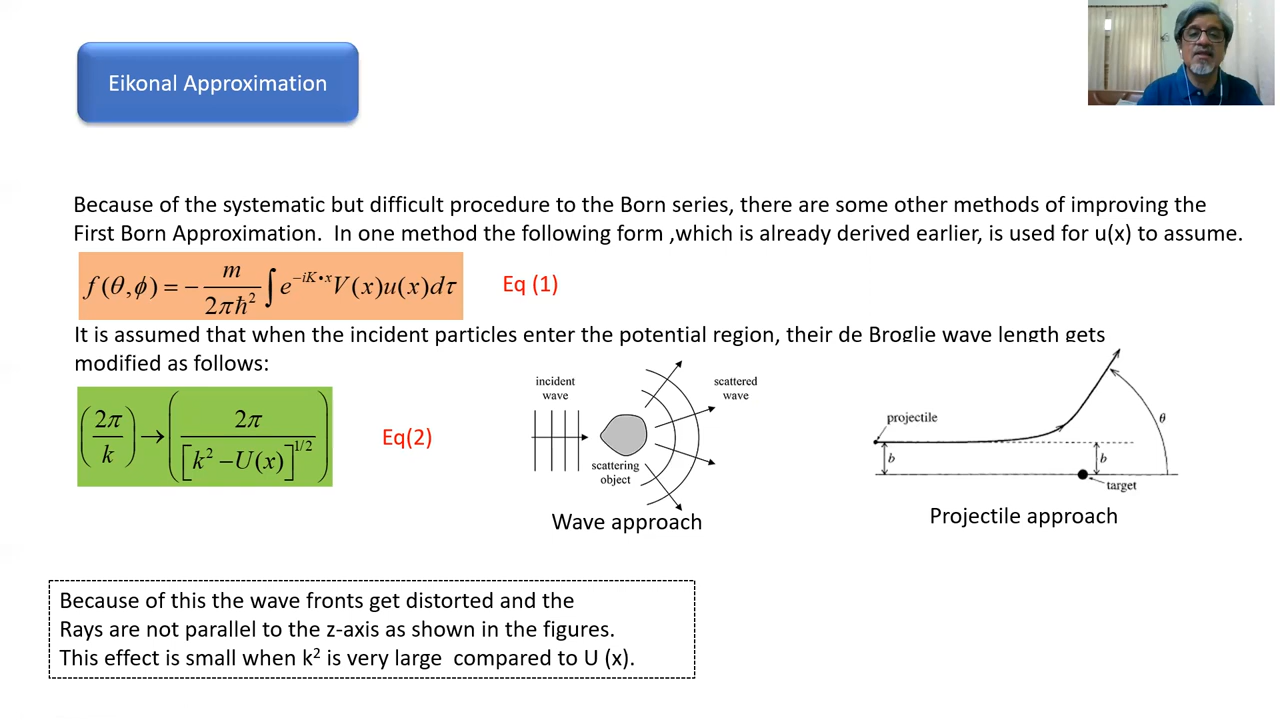 Eikonal Approximation
Because of the systematic but difficult procedure to the Born series, there are some other methods of improving the
First Born Approximation. In one method the following form ,which is already derived earlier, is used for u(x) to assume.
f(θ,ϕ) = − m/2πℏ² ∫ e^{−iK•x} V(x)u(x)dτ
Eq (1)
It is assumed that when the incident particles enter the potential region, their de Broglie wave length gets
modified as follows:
(2π/k) → (2π/[k² −U(x)]^{1/2})
Eq(2)
incident
wave
scattered
wave
scattering
object
Wave approach
projectile
θ
b
b
target
Projectile approach
Because of this the wave fronts get distorted and the
Rays are not parallel to the z-axis as shown in the figures.
This effect is small when k² is very large compared to U (x).